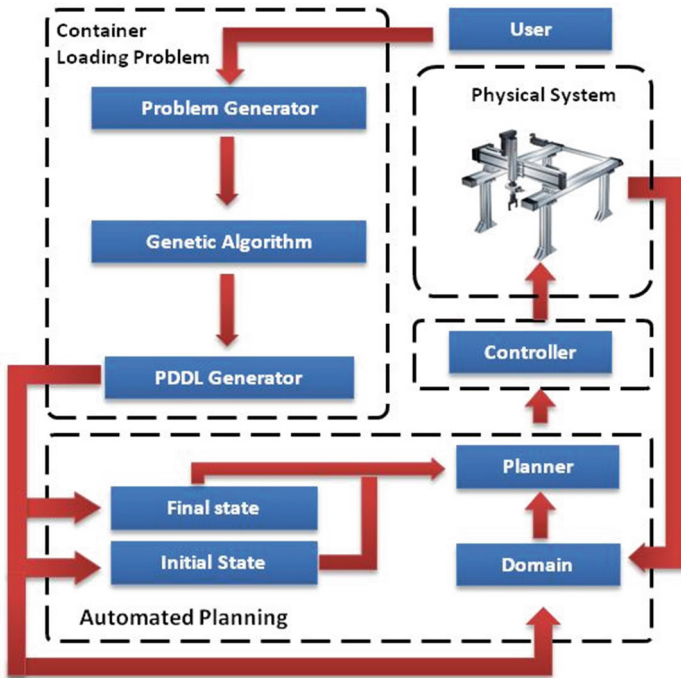 Container
Loading Problem
User
Problem Generator
Physical System
Genetic Algorithm
Controller
PDDL Generator
Planner
Final state
Initial State
Domain
Automated Planning